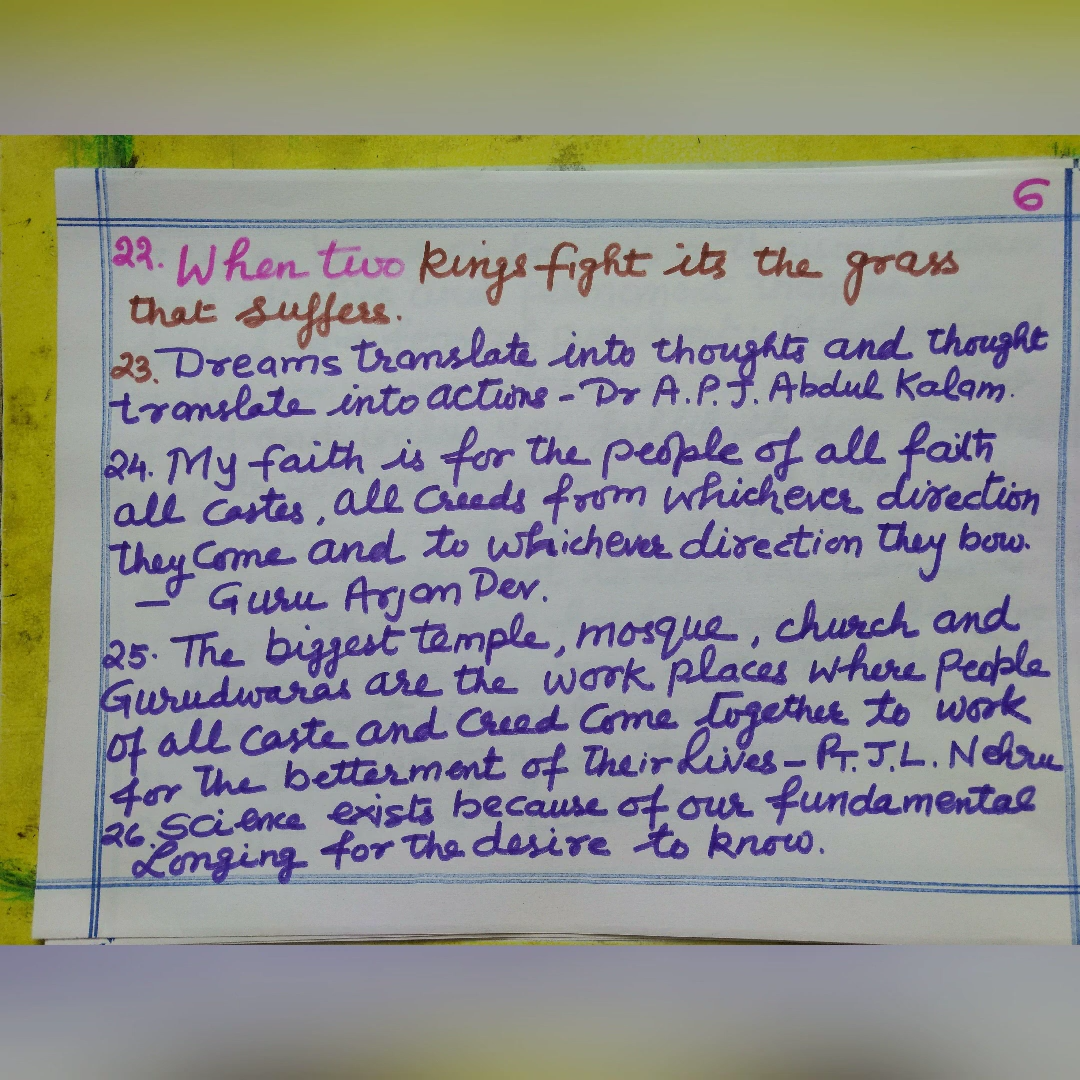 6
22. When two kings fight its the grass
that suffers.
23. Dreams translate into thoughts and thought
translate into actions - Dr A.P.J. Abdul Kalam.
24. My faith is for the people of all faith
all castes, all creeds from whichever direction
they come and to whichever direction they bow.
- Guru Arjan Dev.
25. The biggest temple, mosque, church and
Gurudwaras are the work places where People
of all caste and creed come together to work
for the betterment of their lives - PT. J.L. Nehru
26. Science exists because of our fundamental
Longing for the desire to know.